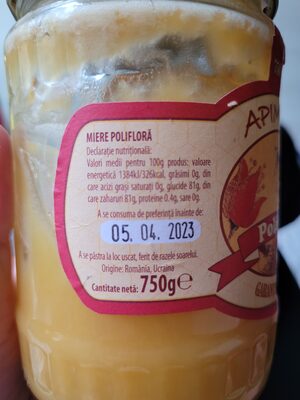 MIERE POLIFLORĂ
Declarație nutrițională:
Valori medii pentru 100g produs: valoare
energetică 1384kJ/326kcal, grăsimi 0g, din
care acizi grași saturați 0g, glucide 81g, din
care zaharuri 81g, proteine 0.4g, sare 0g.
A se consuma de preferință înainte de:
05. 04. 2023
A se păstra la loc uscat, ferit de razele soarelui.
Origine: România, Ucraina
Cantitate netă: 750g℮